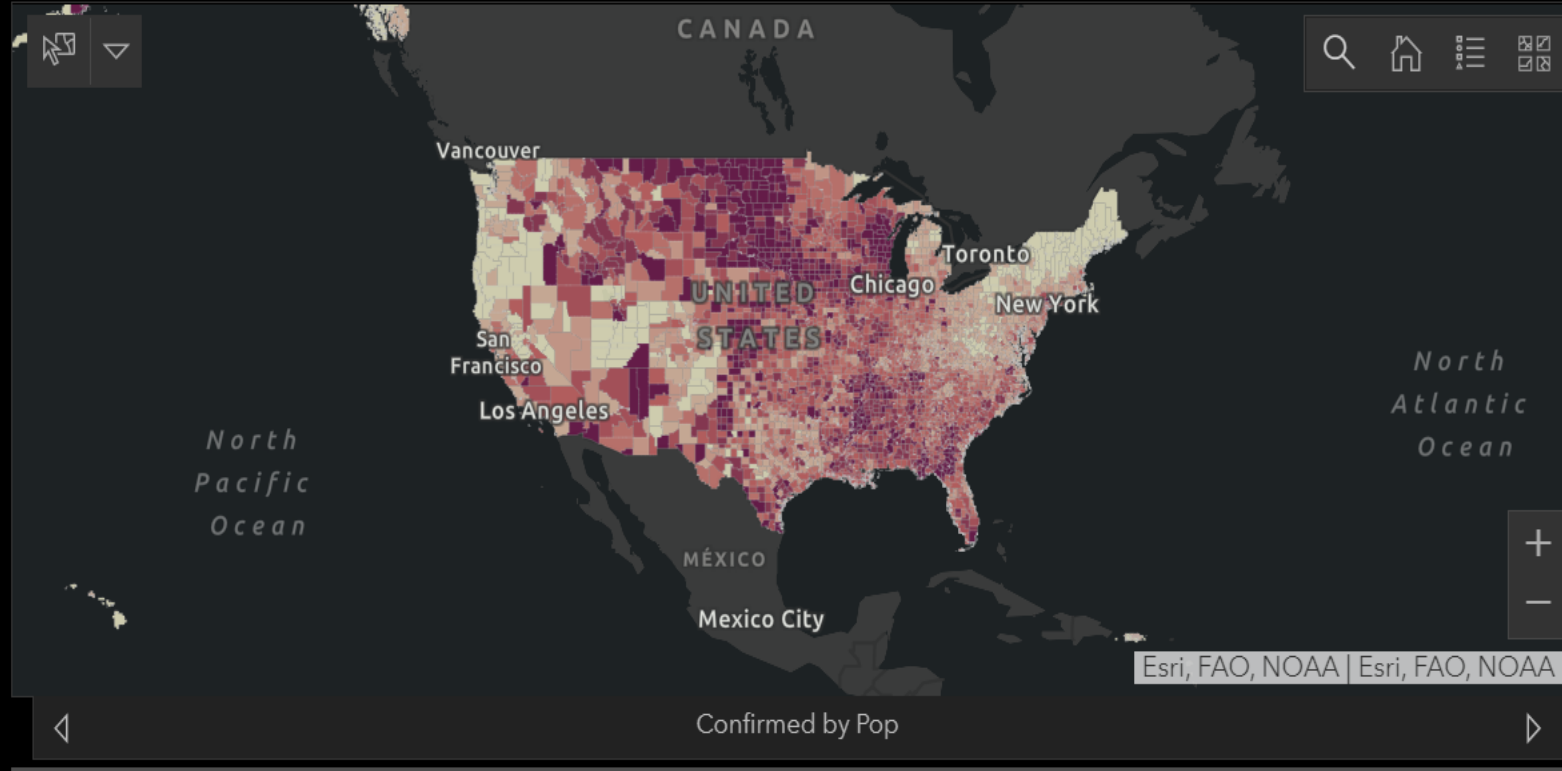 CANADA
Vancouver
Toronto
Chicago
UNITED
New York
STATES
San
Francisco
Los Angeles
North
Pacific
Ocean
North
Atlantic
Ocean
MÉXICO
Mexico City
Esri, FAO, NOAA | Esri, FAO, NOAA
Confirmed by Pop